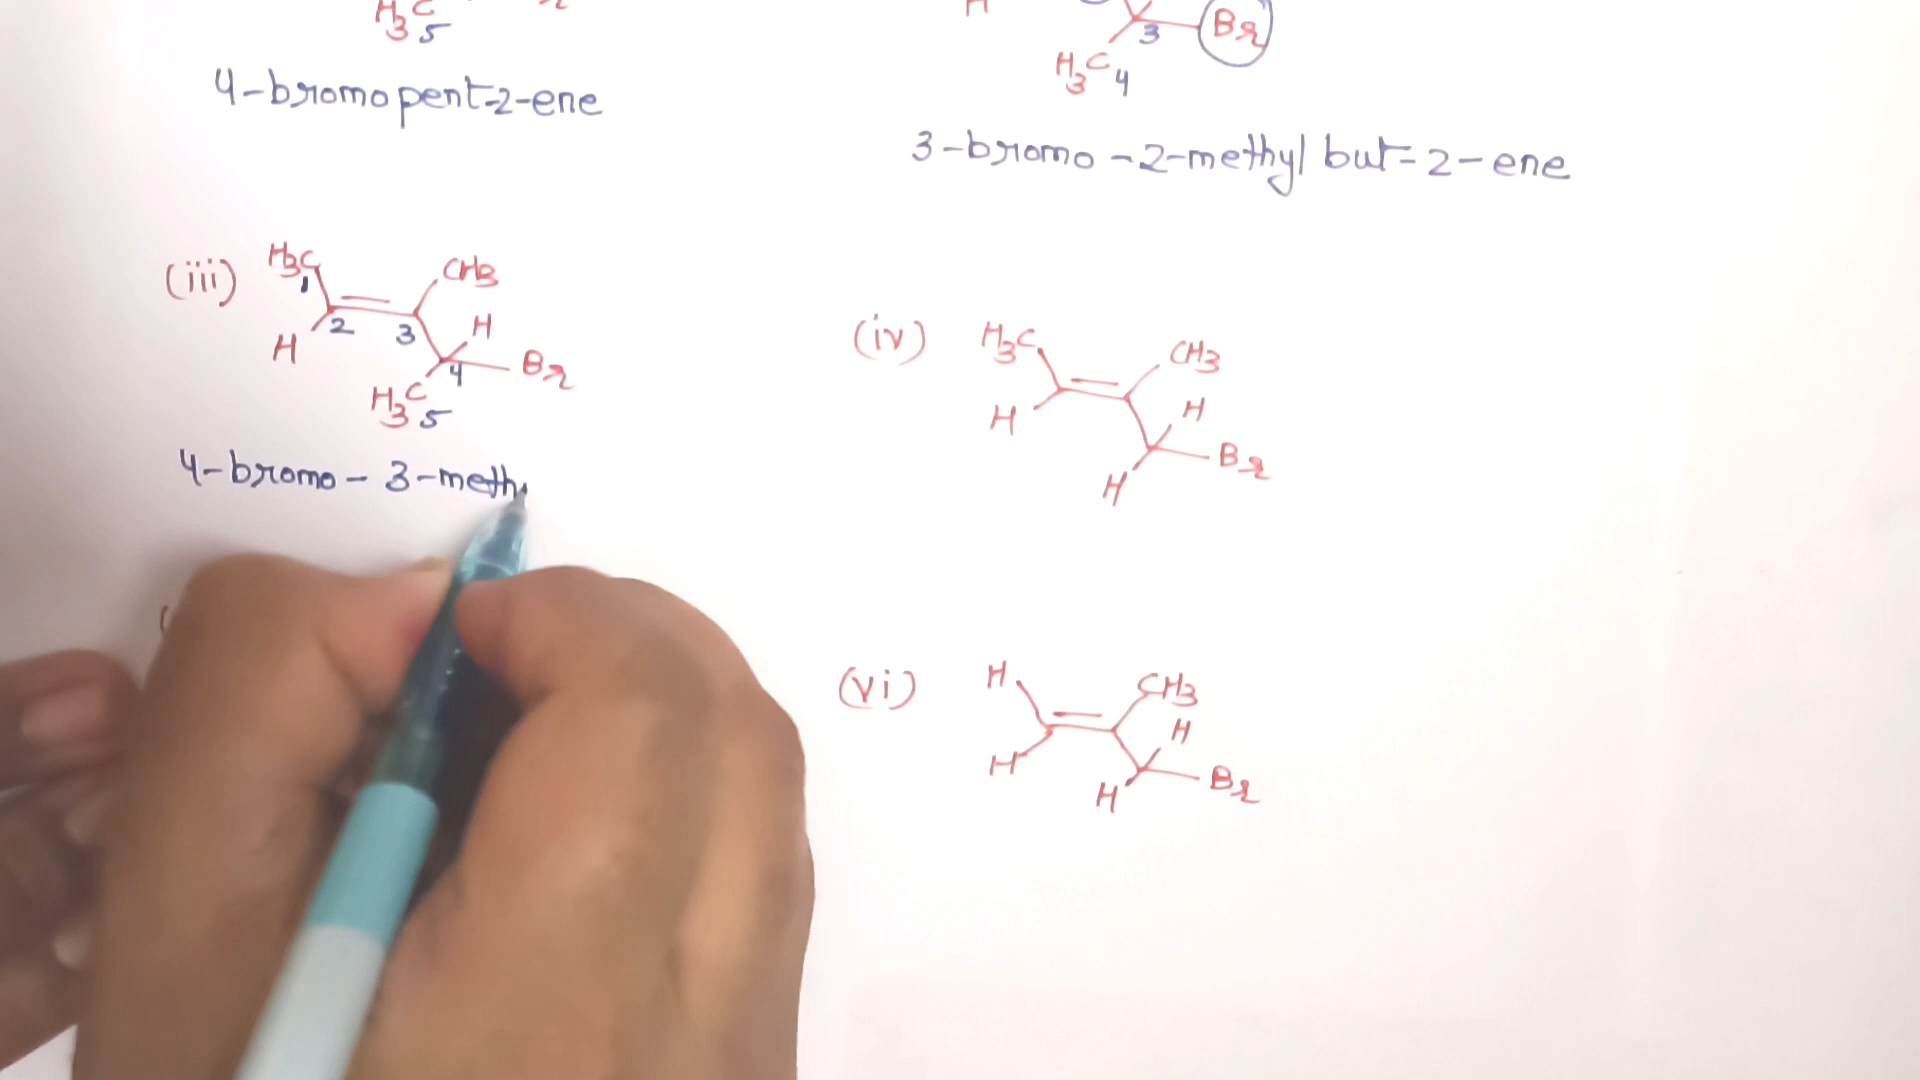 H3C 5
4-bromopent-2-ene
H
3 Br
H3C 4
3-bromo-2-methyl but-2-ene
(iii) H3C CH3
1
2 3 H
H 4 Br
H3C 5
4-bromo-3-meth
(iv) H3C CH3
H H
Br
H
(vi) H CH3
H H
Br
H